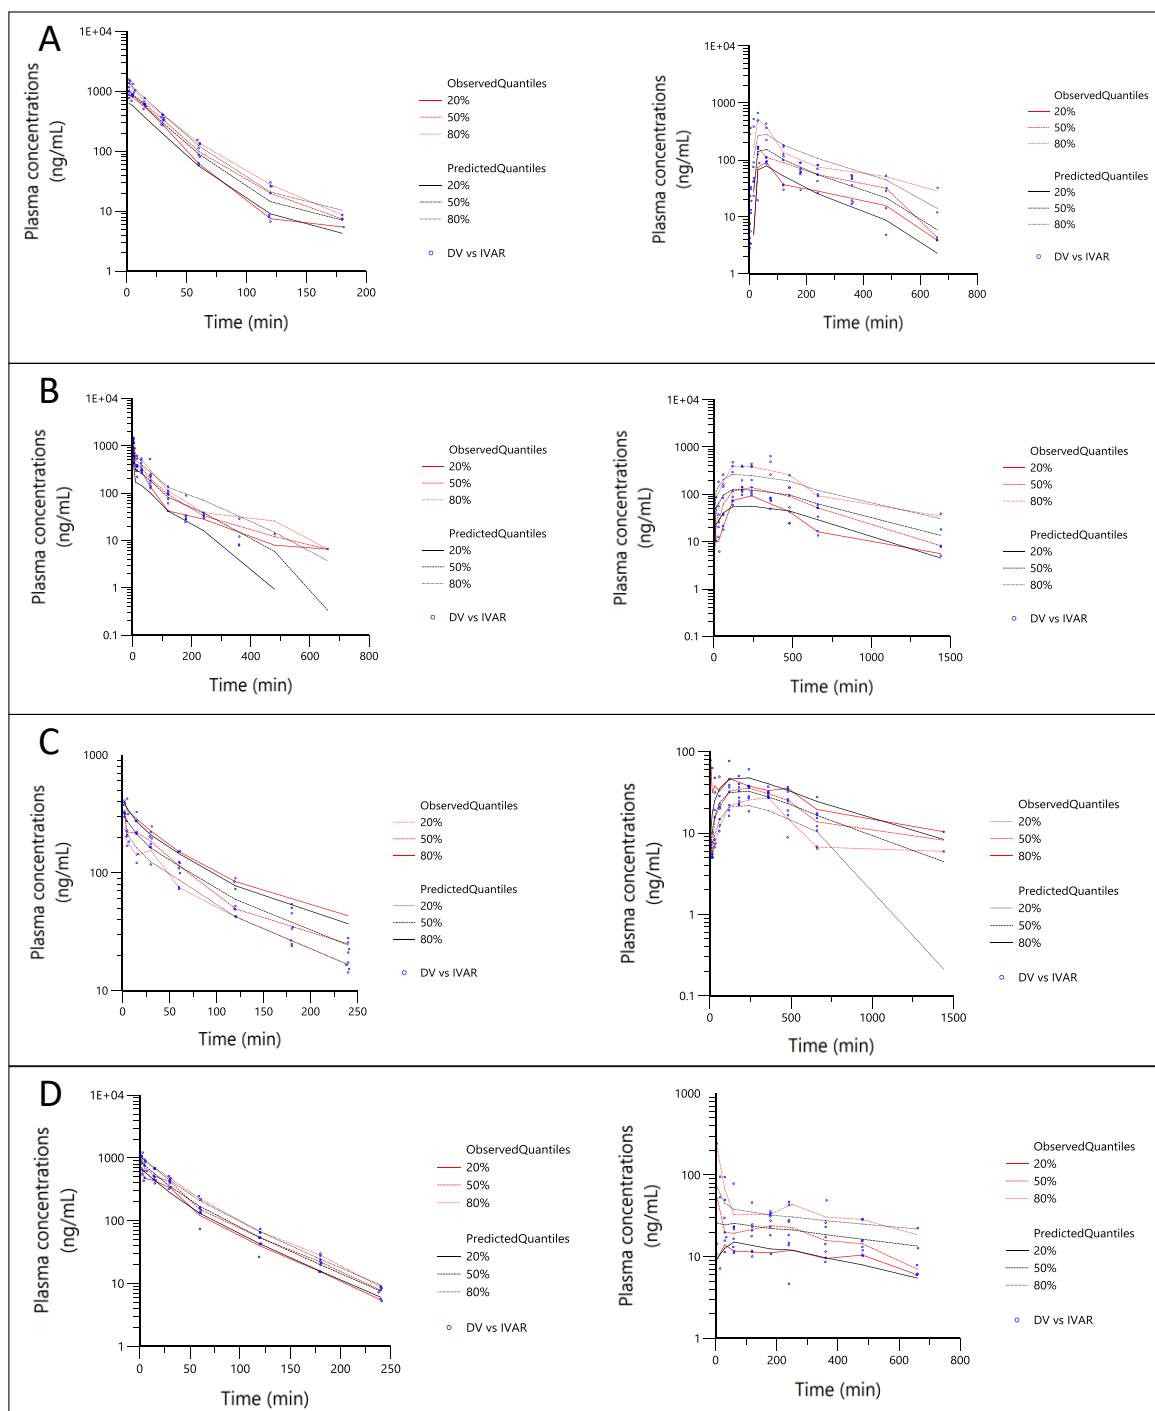 A
Plasma concentrations
(ng/mL)
1E+04
1000
100
10
1
0
50
100
150
200
Time (min)
ObservedQuantiles
20%
50%
80%
PredictedQuantiles
20%
50%
80%
DV vs IVAR
Plasma concentrations
(ng/mL)
1E+04
1000
100
10
1
0
200
400
600
800
Time (min)
ObservedQuantiles
20%
50%
80%
PredictedQuantiles
20%
50%
80%
DV vs IVAR
B
Plasma concentrations
(ng/mL)
1E+04
1000
100
10
1
0.1
0
200
400
600
800
Time (min)
ObservedQuantiles
20%
50%
80%
PredictedQuantiles
20%
50%
80%
DV vs IVAR
Plasma concentrations
(ng/mL)
1E+04
1000
100
10
1
0.1
0
500
1000
1500
Time (min)
ObservedQuantiles
20%
50%
80%
PredictedQuantiles
20%
50%
80%
DV vs IVAR
C
Plasma concentrations
(ng/mL)
1000
100
10
0
50
100
150
200
250
Time (min)
ObservedQuantiles
20%
50%
80%
PredictedQuantiles
20%
50%
80%
DV vs IVAR
Plasma concentrations
(ng/mL)
100
10
1
0.1
0
500
1000
1500
Time (min)
ObservedQuantiles
20%
50%
80%
PredictedQuantiles
20%
50%
80%
DV vs IVAR
D
Plasma concentrations
(ng/mL)
1E+04
1000
100
10
1
0
50
100
150
200
250
Time (min)
ObservedQuantiles
20%
50%
80%
PredictedQuantiles
20%
50%
80%
DV vs IVAR
Plasma concentrations
(ng/mL)
1000
100
10
1
0
200
400
600
800
Time (min)
ObservedQuantiles
20%
50%
80%
PredictedQuantiles
20%
50%
80%
DV vs IVAR